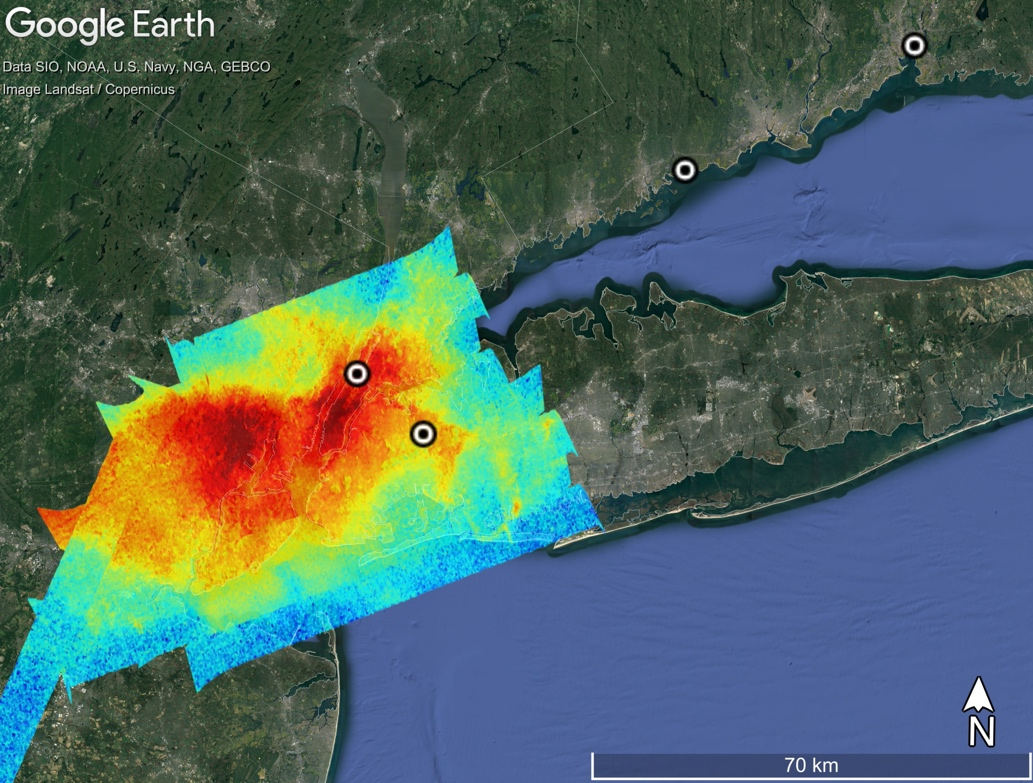 Google Earth
Data SIO, NOAA, U.S. Navy, NGA, GEBCO
Image Landsat / Copernicus
N
70 km